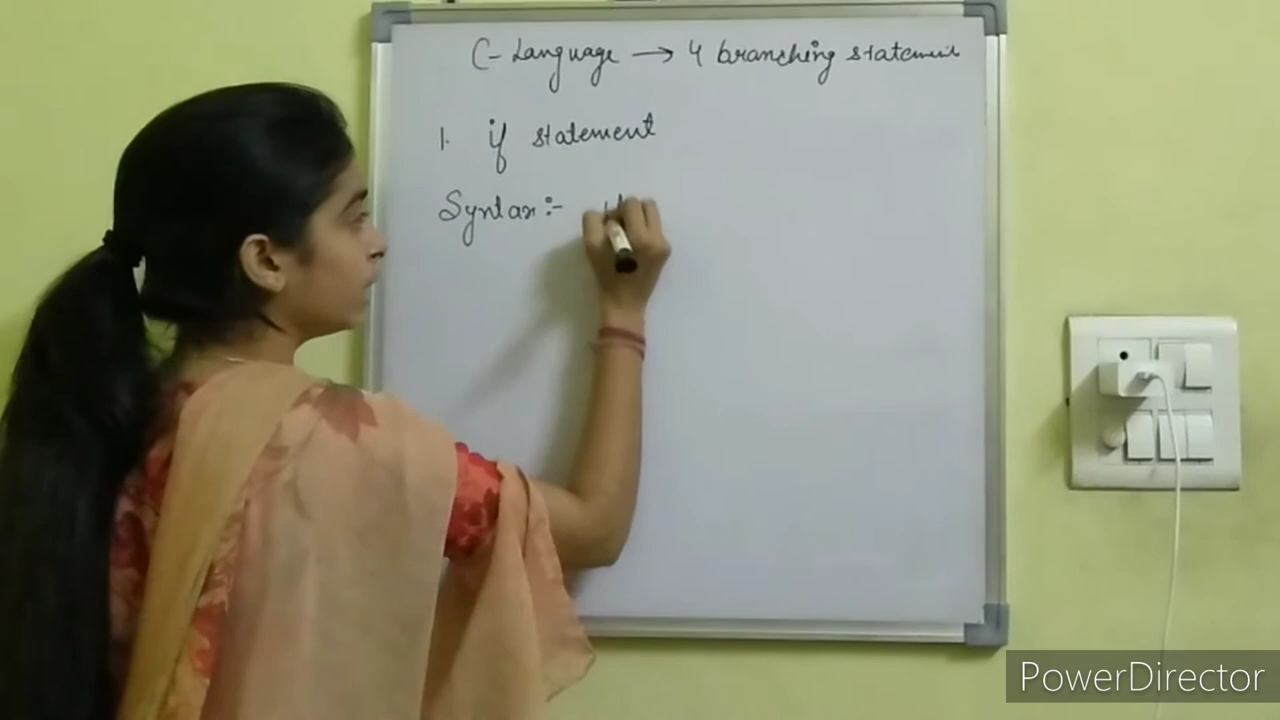 C- Language → 4 branching statement
1. if statement
Syntax:-
PowerDirector